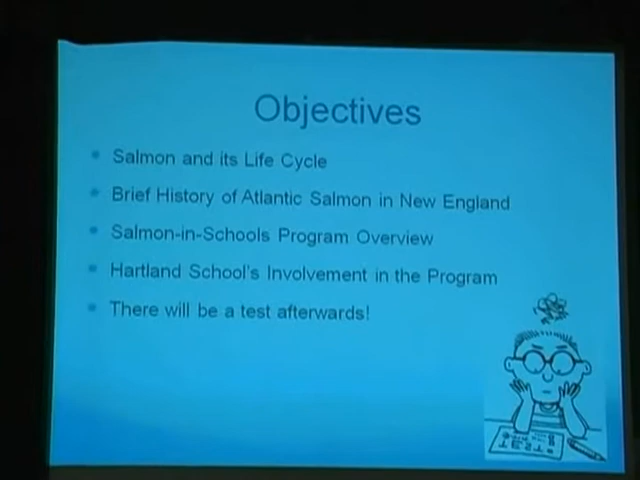 Objectives
Salmon and its Life Cycle
Brief History of Atlantic Salmon in New England
Salmon-in-Schools Program Overview
Hartland School's Involvement in the Program
There will be a test afterwards!
TEST